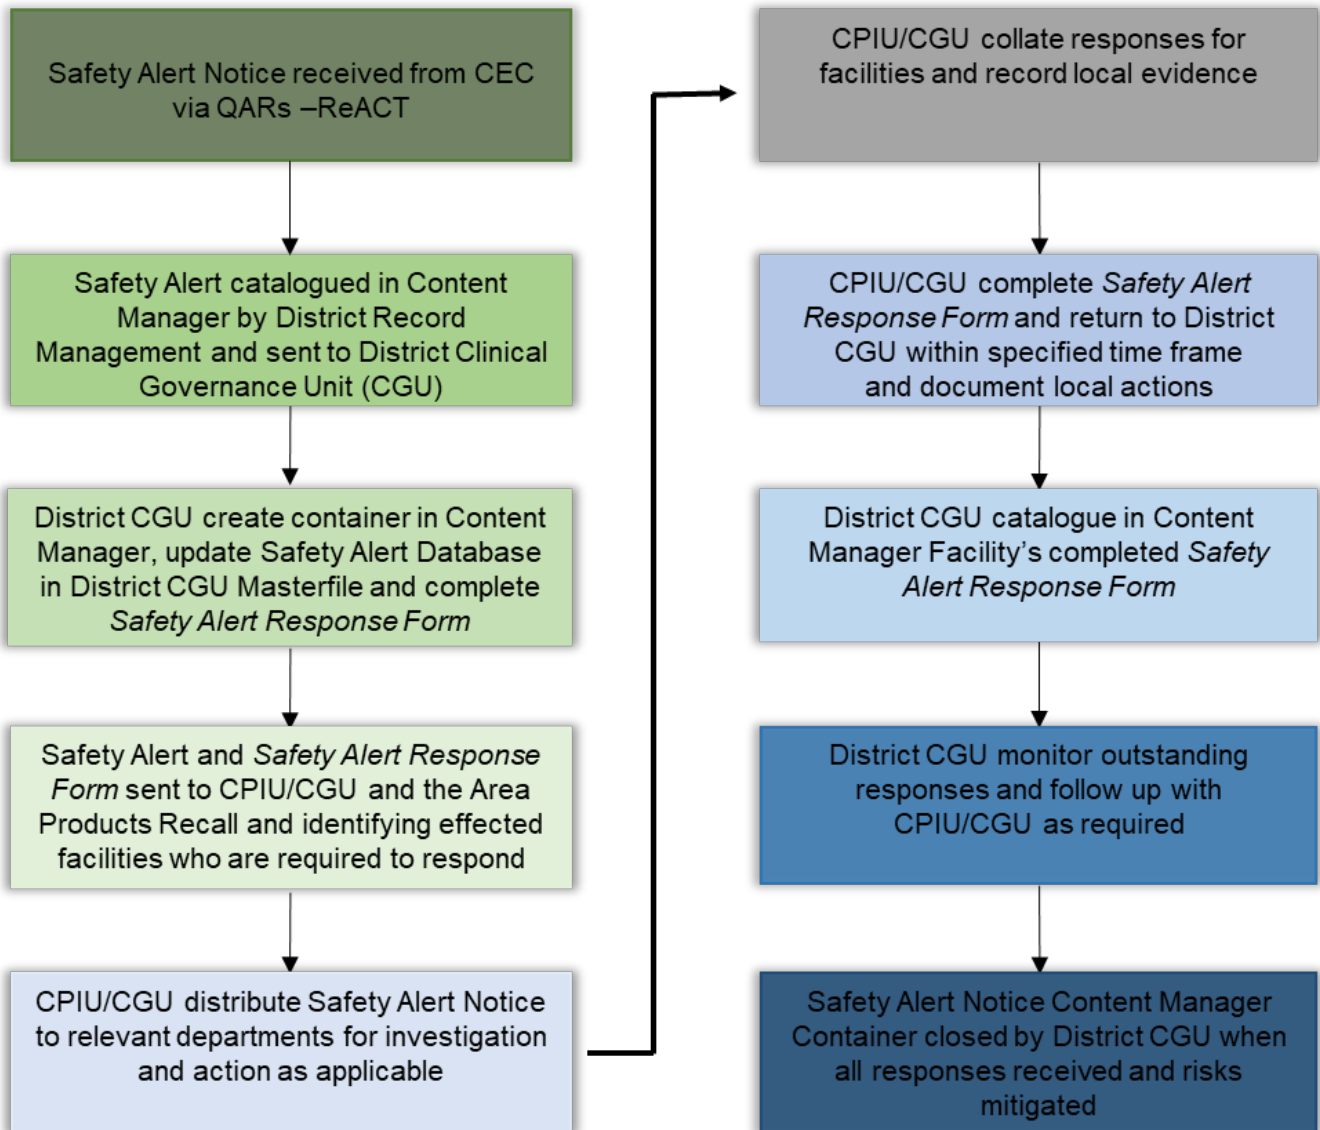 Safety Alert Notice received from CEC
via QARs –ReACT
Safety Alert catalogued in Content
Manager by District Record
Management and sent to District Clinical
Governance Unit (CGU)
District CGU create container in Content
Manager, update Safety Alert Database
in District CGU Masterfile and complete
Safety Alert Response Form
Safety Alert and Safety Alert Response
Form sent to CPIU/CGU and the Area
Products Recall and identifying effected
facilities who are required to respond
CPIU/CGU distribute Safety Alert Notice
to relevant departments for investigation
and action as applicable
CPIU/CGU collate responses for
facilities and record local evidence
CPIU/CGU complete Safety Alert
Response Form and return to District
CGU within specified time frame
and document local actions
District CGU catalogue in Content
Manager Facility’s completed Safety
Alert Response Form
District CGU monitor outstanding
responses and follow up with
CPIU/CGU as required
Safety Alert Notice Content Manager
Container closed by District CGU when
all responses received and risks
mitigated